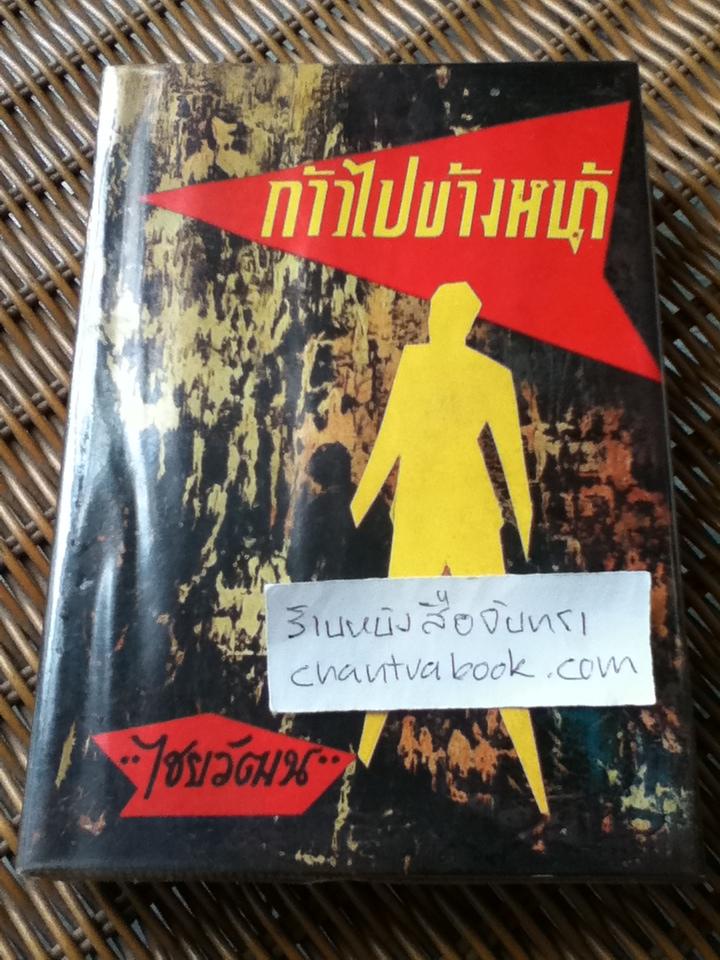 ก้าวไปข้างหน้า
ร้านหนังสือจันทรา
chantrabook.com
"ไชยวัฒน"